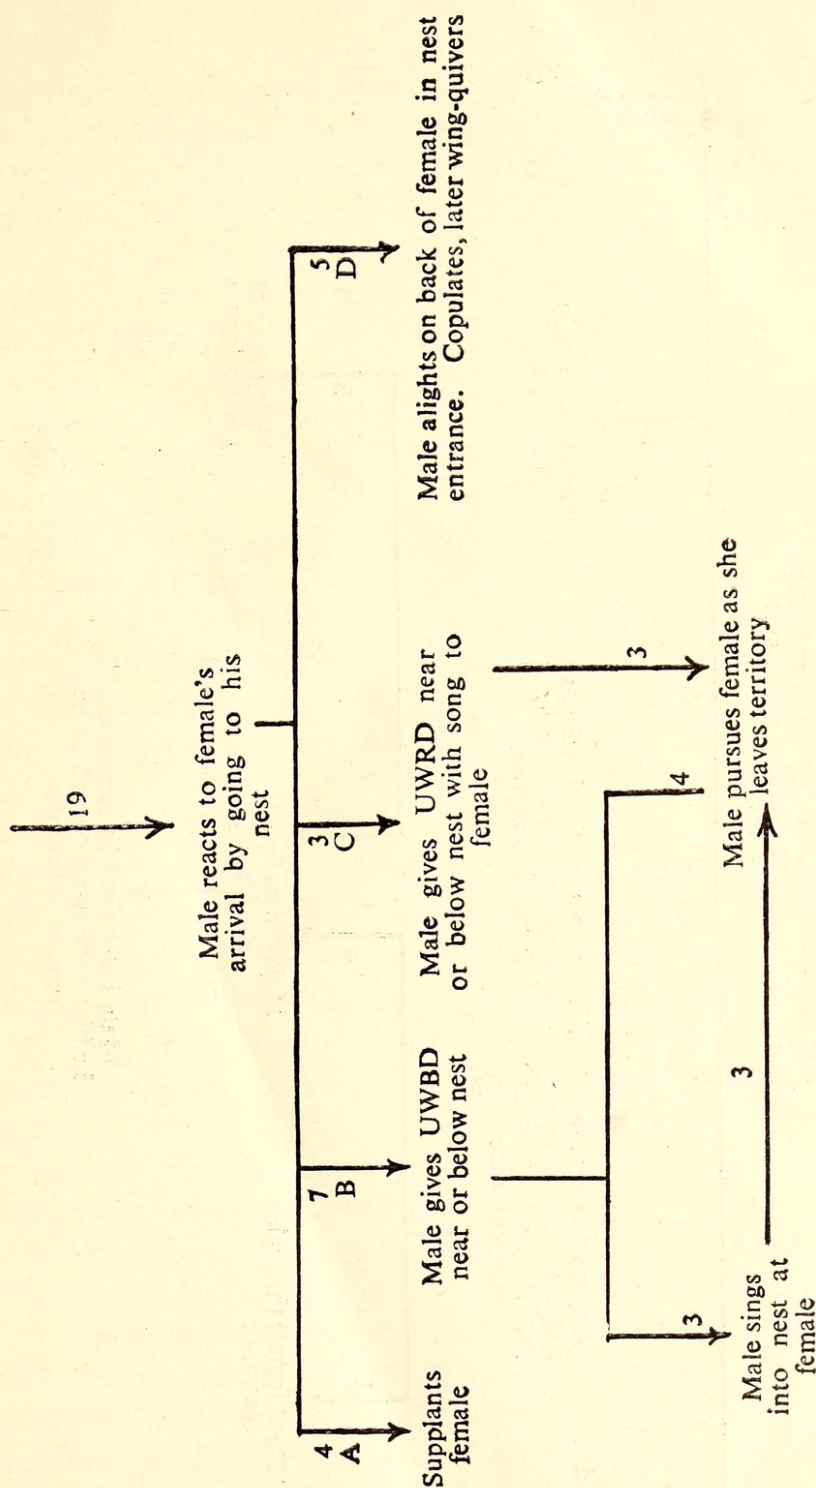 19
Male reacts to female's
arrival by going to his
nest
4
A
7
B
3
C
5
D
Supplants
female
Male gives UWBD
near or below nest
Male gives UWRD near
or below nest with song to
female
Male alights on back of female in nest
entrance. Copulates, later wing-quivers
3
4
3
Male sings
into nest at
female
3
Male pursues female as she
leaves territory